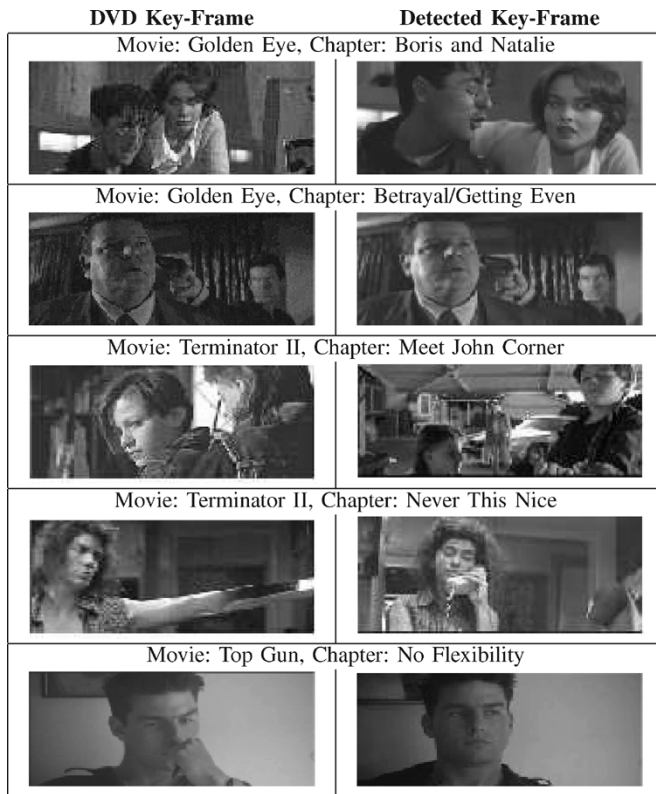 DVD Key-Frame Detected Key-Frame
Movie: Golden Eye, Chapter: Boris and Natalie
Movie: Golden Eye, Chapter: Betrayal/Getting Even
Movie: Terminator II, Chapter: Meet John Corner
Movie: Terminator II, Chapter: Never This Nice
Movie: Top Gun, Chapter: No Flexibility